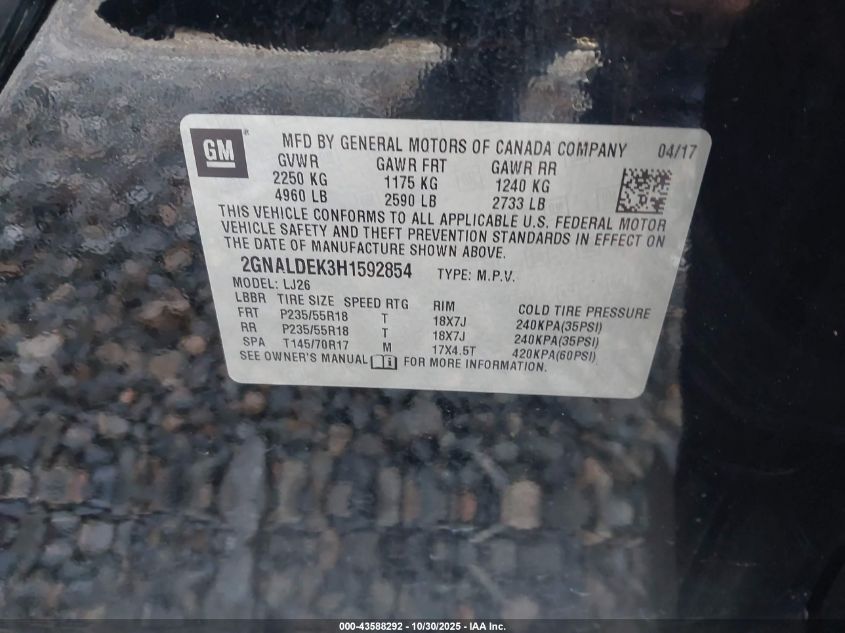 GM
MFD BY GENERAL MOTORS OF CANADA COMPANY 04/17
GVWR GAWR FRT GAWR RR
2250 KG 1175 KG 1240 KG
4960 LB 2590 LB 2733 LB
THIS VEHICLE CONFORMS TO ALL APPLICABLE U.S. FEDERAL MOTOR
VEHICLE SAFETY AND THEFT PREVENTION STANDARDS IN EFFECT ON
THE DATE OF MANUFACTURE SHOWN ABOVE.
2GNALDEK3H1592854 TYPE: M.P.V.
MODEL: LJ26
LBBR TIRE SIZE SPEED RTG RIM COLD TIRE PRESSURE
FRT P235/55R18 T 18X7J 240KPA(35PSI)
RR P235/55R18 T 18X7J 240KPA(35PSI)
SPA T145/70R17 M 17X4.5T 420KPA(60PSI)
SEE OWNER'S MANUAL FOR MORE INFORMATION.
000-43588292 - 10/30/2025 - IAA Inc.